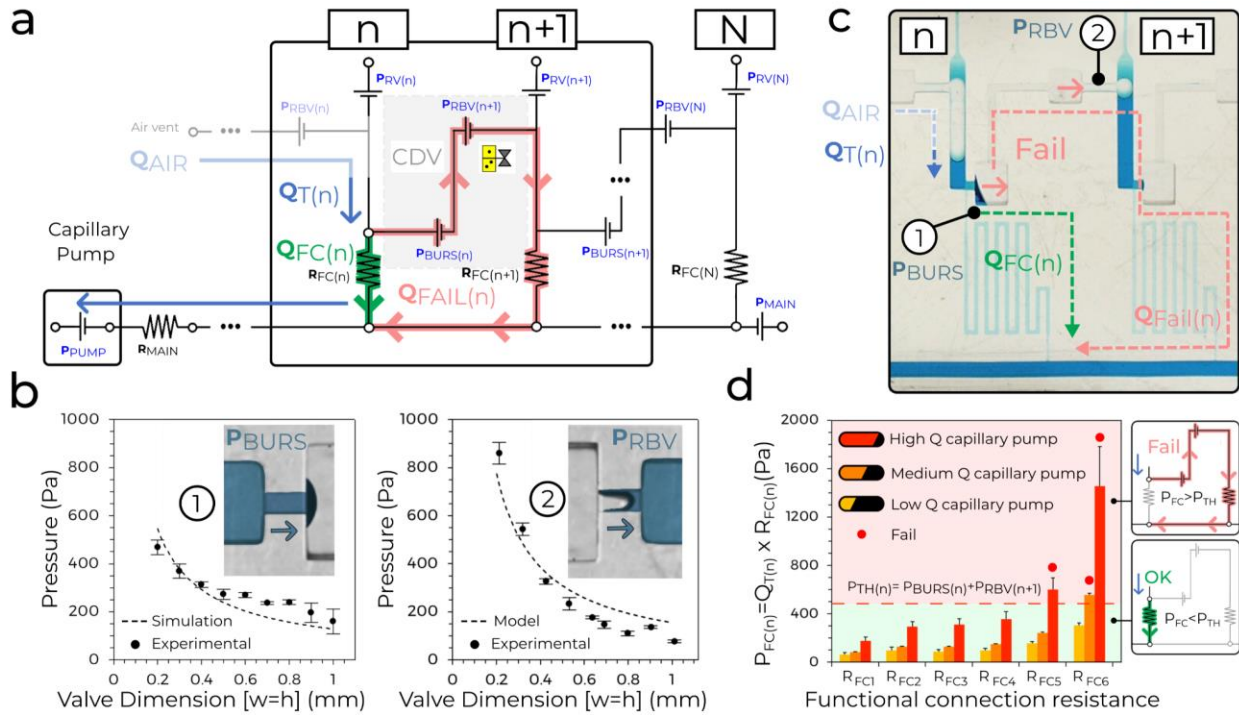 a
n
n+1
N
PRV(n)
PRV(n+1)
PRV(N)
PRBV(n)
PRBV(n+1)
PRBV(N)
Air vent
...
QAIR
CDV
QT(n)
...
PBURS(n)
PBURS(n+1)
Capillary
Pump
QFC(n)
RFC(n)
RFC(n+1)
RFC(N)
QFAIL(n)
PMAIN
...
...
PPUMP
RMAIN
b
Pressure (Pa)
1000
800
600
400
200
0
PBURS
1
Simulation
Experimental
0 0.2 0.4 0.6 0.8 1
Valve Dimension [w=h] (mm)
Pressure (Pa)
1000
800
600
400
200
0
PRBV
2
Model
Experimental
0 0.2 0.4 0.6 0.8 1
Valve Dimension [w=h] (mm)
c
n
PRBV
2
n+1
QAIR
QT(n)
Fail
1
PBURS
QFC(n)
QFail(n)
d
PFC(n)=QT(n) x RFC(n)(Pa)
2000
1600
1200
800
400
0
High Q capillary pump
Medium Q capillary pump
Low Q capillary pump
Fail
PTH(n)= PBURS(n)+PRBV(n+1)
RFC1 RFC2 RFC3 RFC4 RFC5 RFC6
Functional connection resistance
Fail
PFC>PTH
OK
PFC<PTH